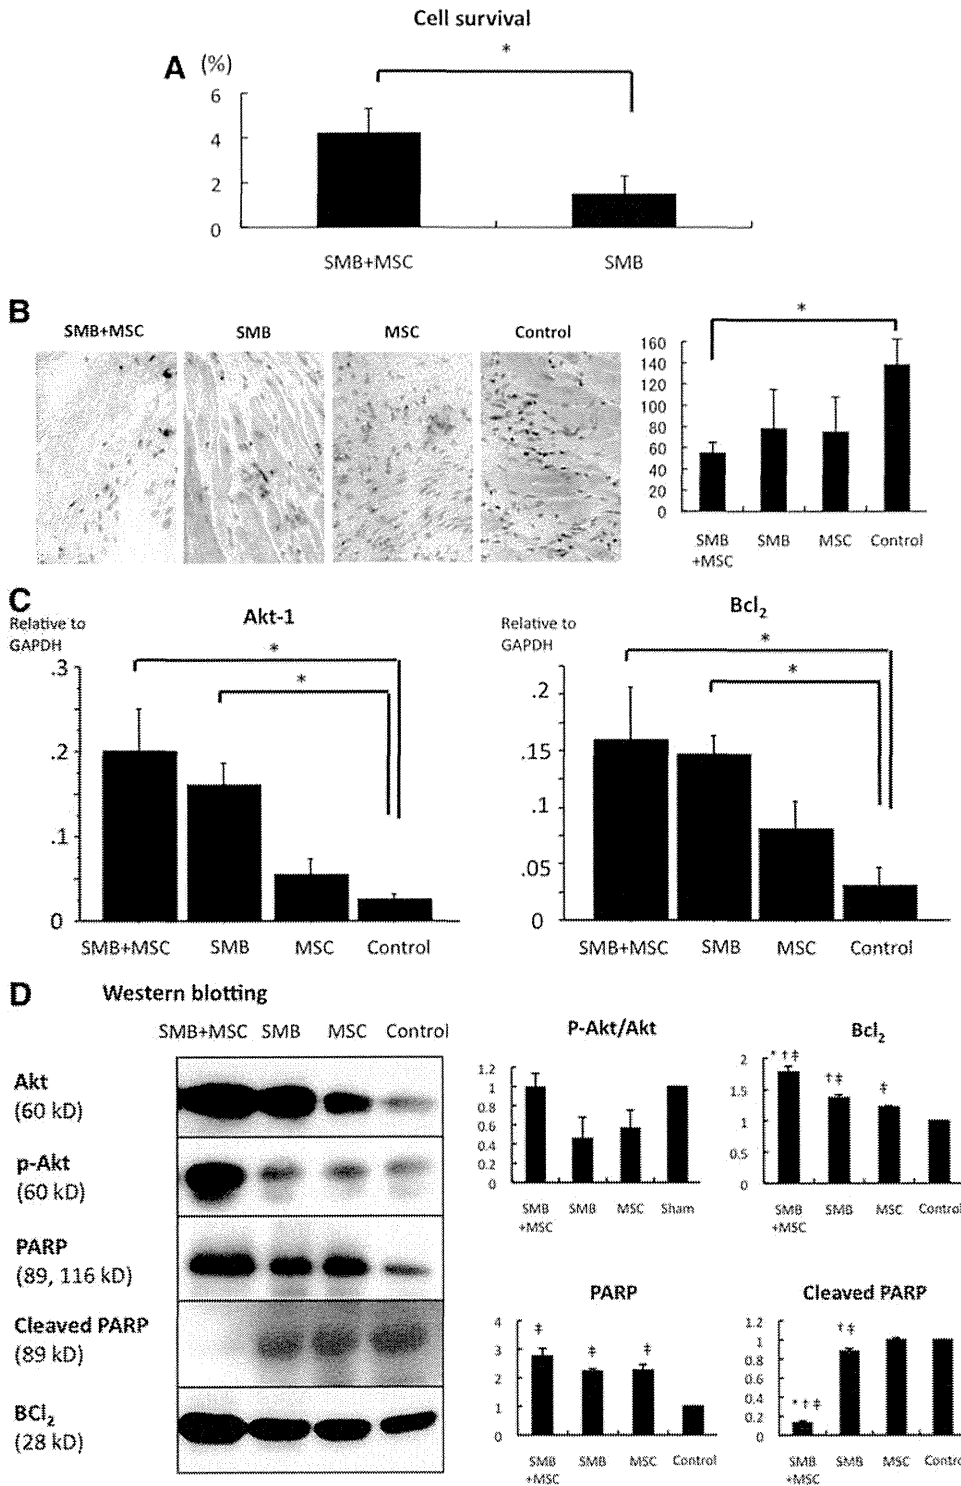 Cell survival
A (%)
*
6
4
2
0
SMB+MSC SMB
B
SMB+MSC SMB MSC Control
*
160
140
120
100
80
60
40
20
0
SMB
+MSC SMB MSC Control
C
Relative to
GAPDH
Akt-1
*
*
.3
.2
.1
0
SMB+MSC SMB MSC Control
Relative to
GAPDH
Bcl2
*
*
.2
.15
.1
.05
0
SMB+MSC SMB MSC Control
D Western blotting
SMB+MSC SMB MSC Control
Akt
(60 kD)
p-Akt
(60 kD)
PARP
(89, 116 kD)
Cleaved PARP
(89 kD)
BCl2
(28 kD)
P-Akt/Akt
1.2
1
0.8
0.6
0.4
0.2
0
SMB
+MSC SMB MSC Sham
Bcl2
2
1.5
1
0.5
0
*†‡
†‡
‡
SMB
+MSC SMB MSC Control
PARP
4
3
2
1
0
‡
‡
‡
SMB
+MSC SMB MSC Control
Cleaved PARP
1.2
1
0.8
0.6
0.4
0.2
0
*†‡
†‡
SMB
+MSC SMB MSC Control